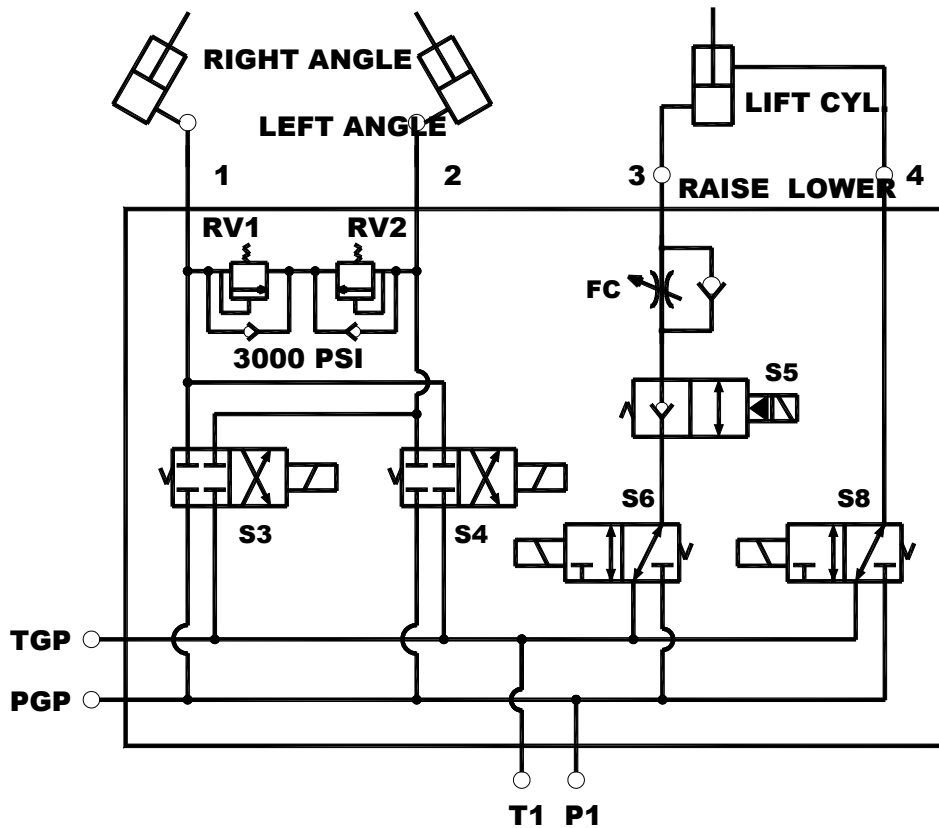 RIGHT ANGLE
LIFT CYL.
LEFT ANGLE
1 2 3 RAISE LOWER 4
RV1 RV2
FC
3000 PSI
S5
S6 S8
S3 S4
TGP
PGP
T1 P1